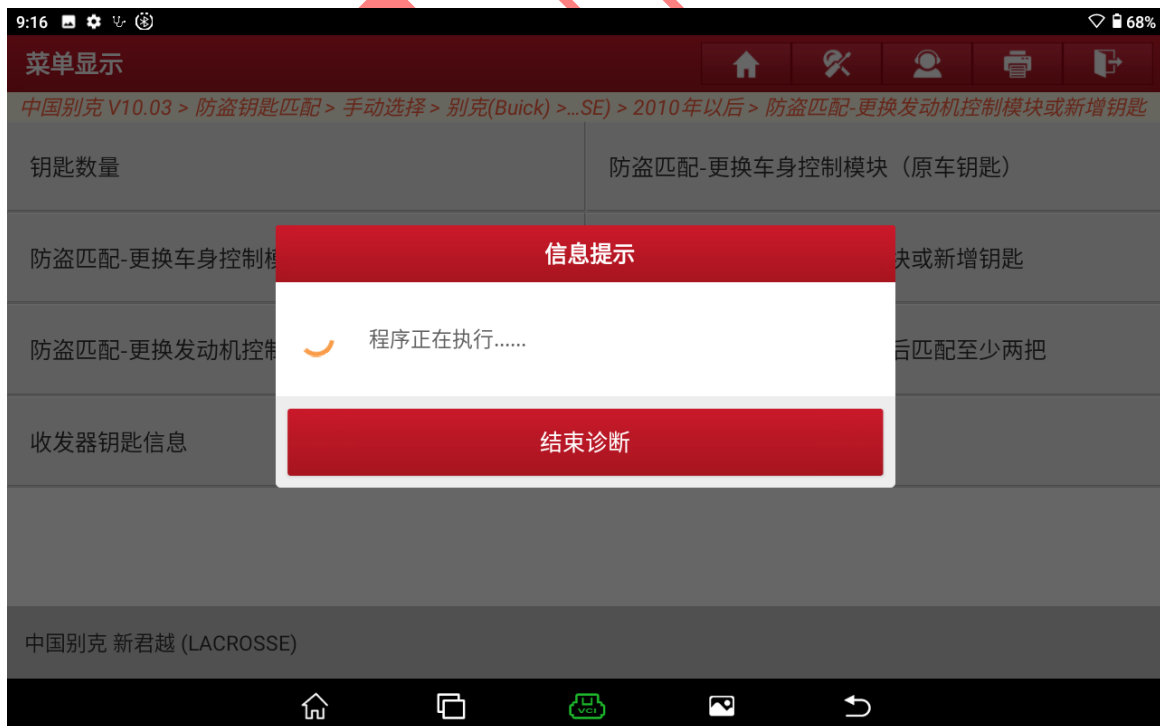 9:16 68%
菜单显示
中国别克 V10.03 > 防盗钥匙匹配 > 手动选择 > 别克(Buick) >...SE) > 2010年以后 > 防盗匹配-更换发动机控制模块或新增钥匙
钥匙数量
防盗匹配-更换车身控制模块（原车钥匙）
防盗匹配-更换车身控制模
块或新增钥匙
信息提示
程序正在执行......
防盗匹配-更换发动机控制
后匹配至少两把
收发器钥匙信息
结束诊断
中国别克 新君越 (LACROSSE)
VCI